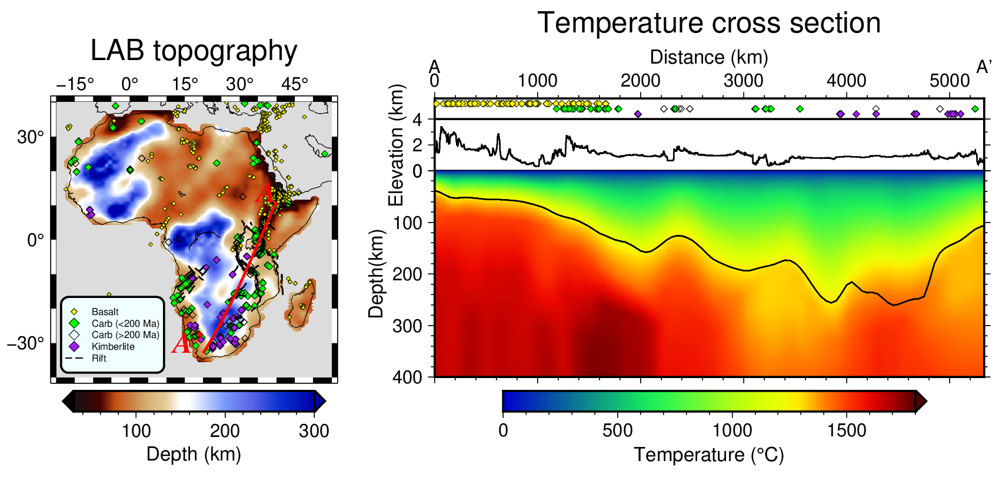 LAB topography
−15° 0° 15° 30° 45°
30°
0°
−30°
A
A'
Basalt
Carb (<200 Ma)
Carb (>200 Ma)
Kimberlite
Rift
100 200 300
Depth (km)
Temperature cross section
Distance (km)
A A'
0 1000 2000 3000 4000 5000
Elevation (km)
4
2
0
Depth(km)
100
200
300
400
0 500 1000 1500
Temperature (°C)